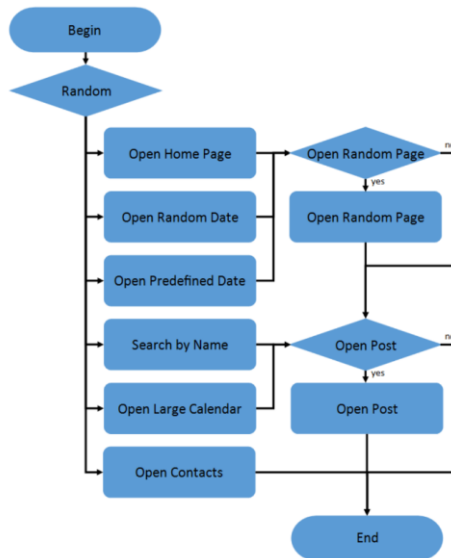 Begin
Random
Open Home Page
Open Random Page
yes
Open Random Date
Open Random Page
Open Predefined Date
Search by Name
Open Post
yes
Open Large Calendar
Open Post
Open Contacts
End